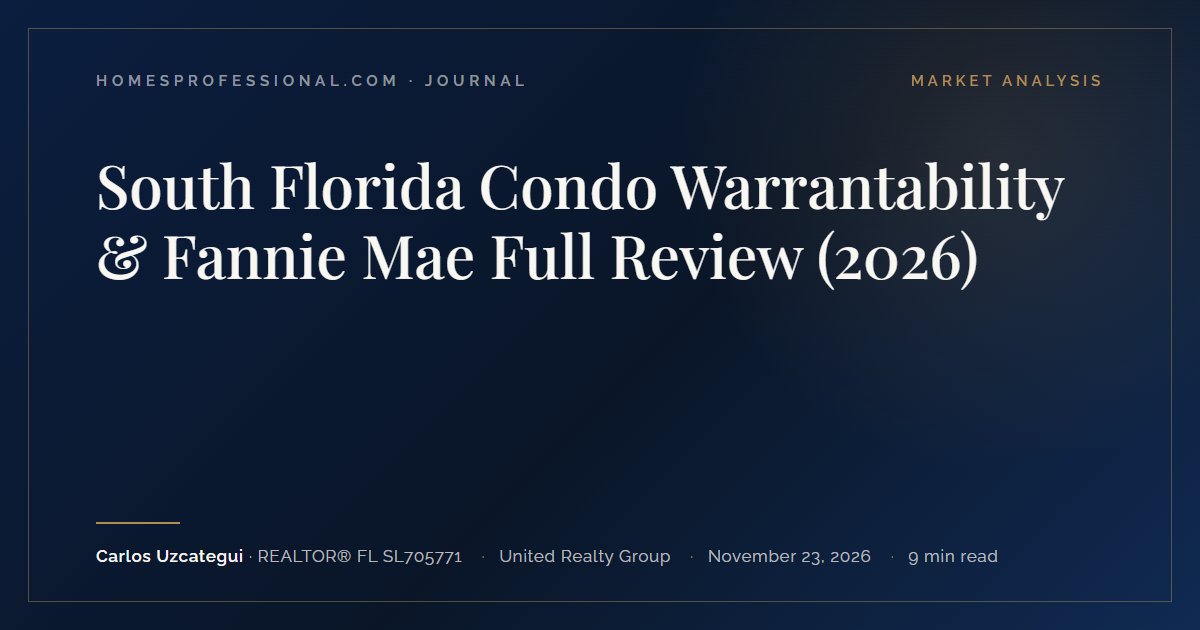 HOMESPROFESSIONAL.COM · JOURNAL
MARKET ANALYSIS
South Florida Condo Warrantability
& Fannie Mae Full Review (2026)
Carlos Uzcategui · REALTOR® FL SL705771 · United Realty Group · November 23, 2026 · 9 min read